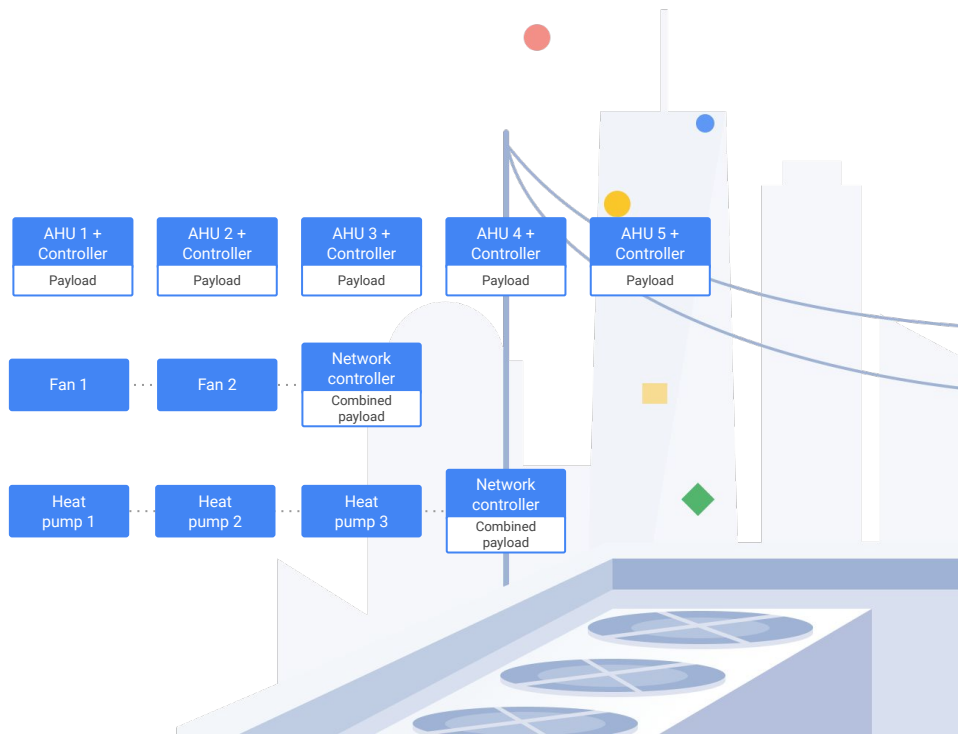 AHU 1 +
Controller
Payload
AHU 2 +
Controller
Payload
AHU 3 +
Controller
Payload
AHU 4 +
Controller
Payload
AHU 5 +
Controller
Payload
Fan 1
Fan 2
Network
controller
Combined
payload
Heat
pump 1
Heat
pump 2
Heat
pump 3
Network
controller
Combined
payload